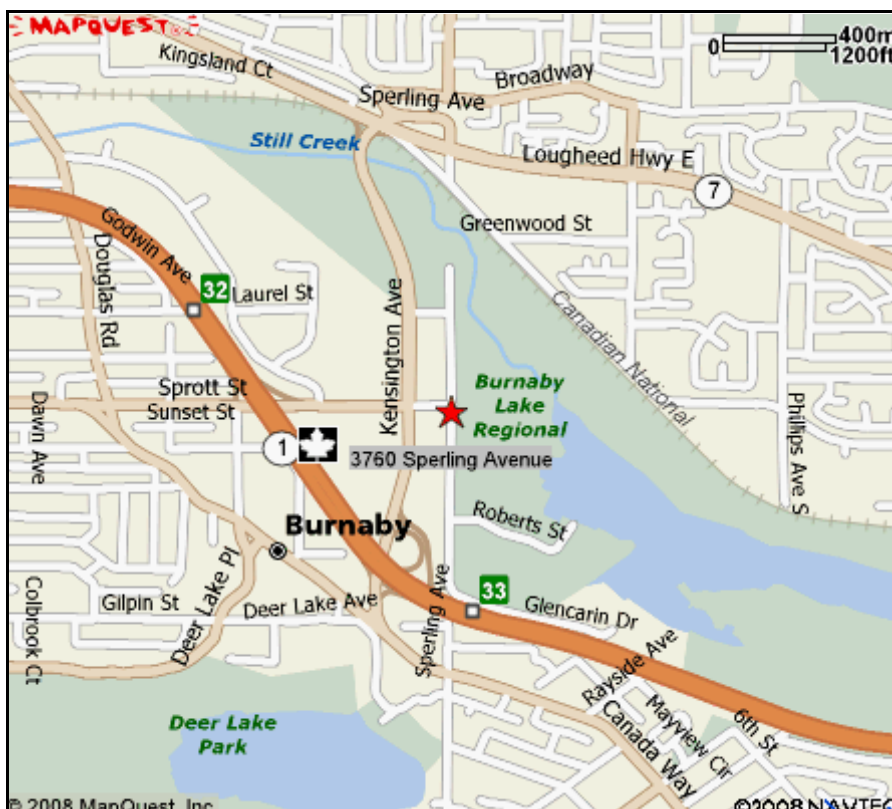 MAPQUEST
0 400m
1200ft
Kingsland Ct
Broadway
Sperling Ave
Still Creek
Lougheed Hwy E
7
Greenwood St
Godwin Ave
Douglas Rd
32
Laurel St
Kensington Ave
Canadian National
Sprott St
Sunset St
Dawn Ave
Burnaby
Lake
Regional
Phillips Ave S
1
3760 Sperling Avenue
Roberts St
Burnaby
Deer Lake Pl
Colbrook Ct
Gilpin St
Deer Lake Ave
Sperling Ave
33
Glencarin Dr
Rayside Ave
Mayview Cir
6th St
Canada Way
Deer Lake
Park
© 2008 MapQuest, Inc
©2008 NAVTEQ